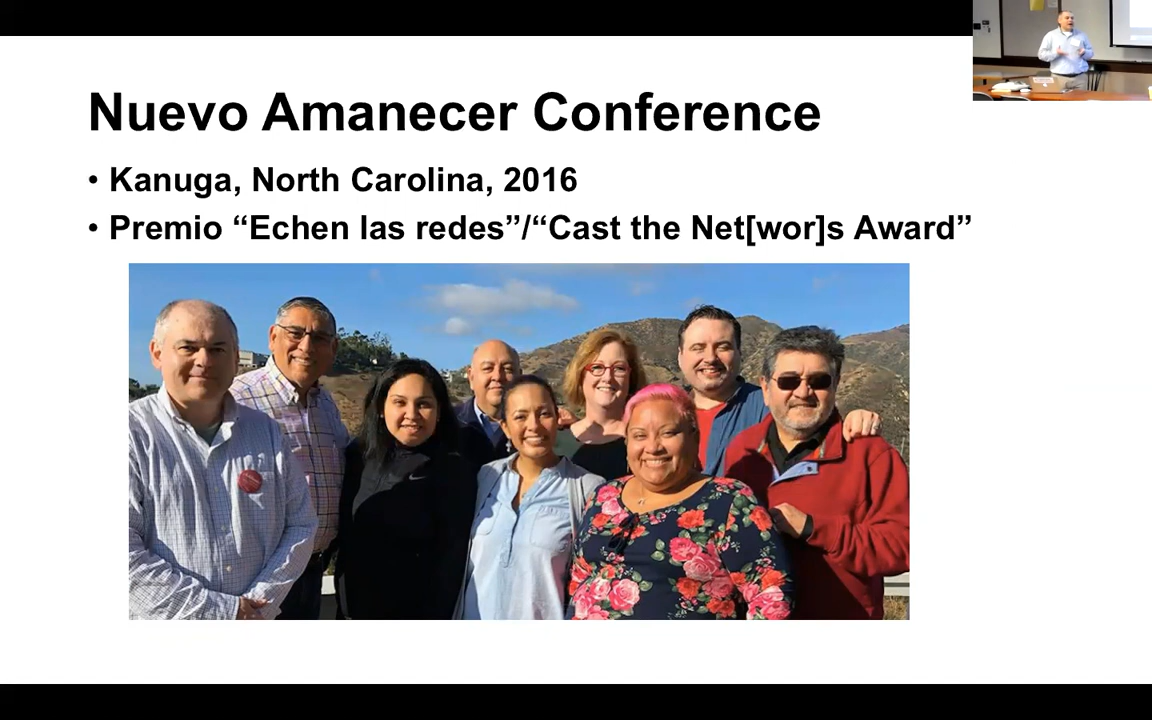 Nuevo Amanecer Conference
• Kanuga, North Carolina, 2016
• Premio “Echen las redes”/“Cast the Net[wor]s Award”